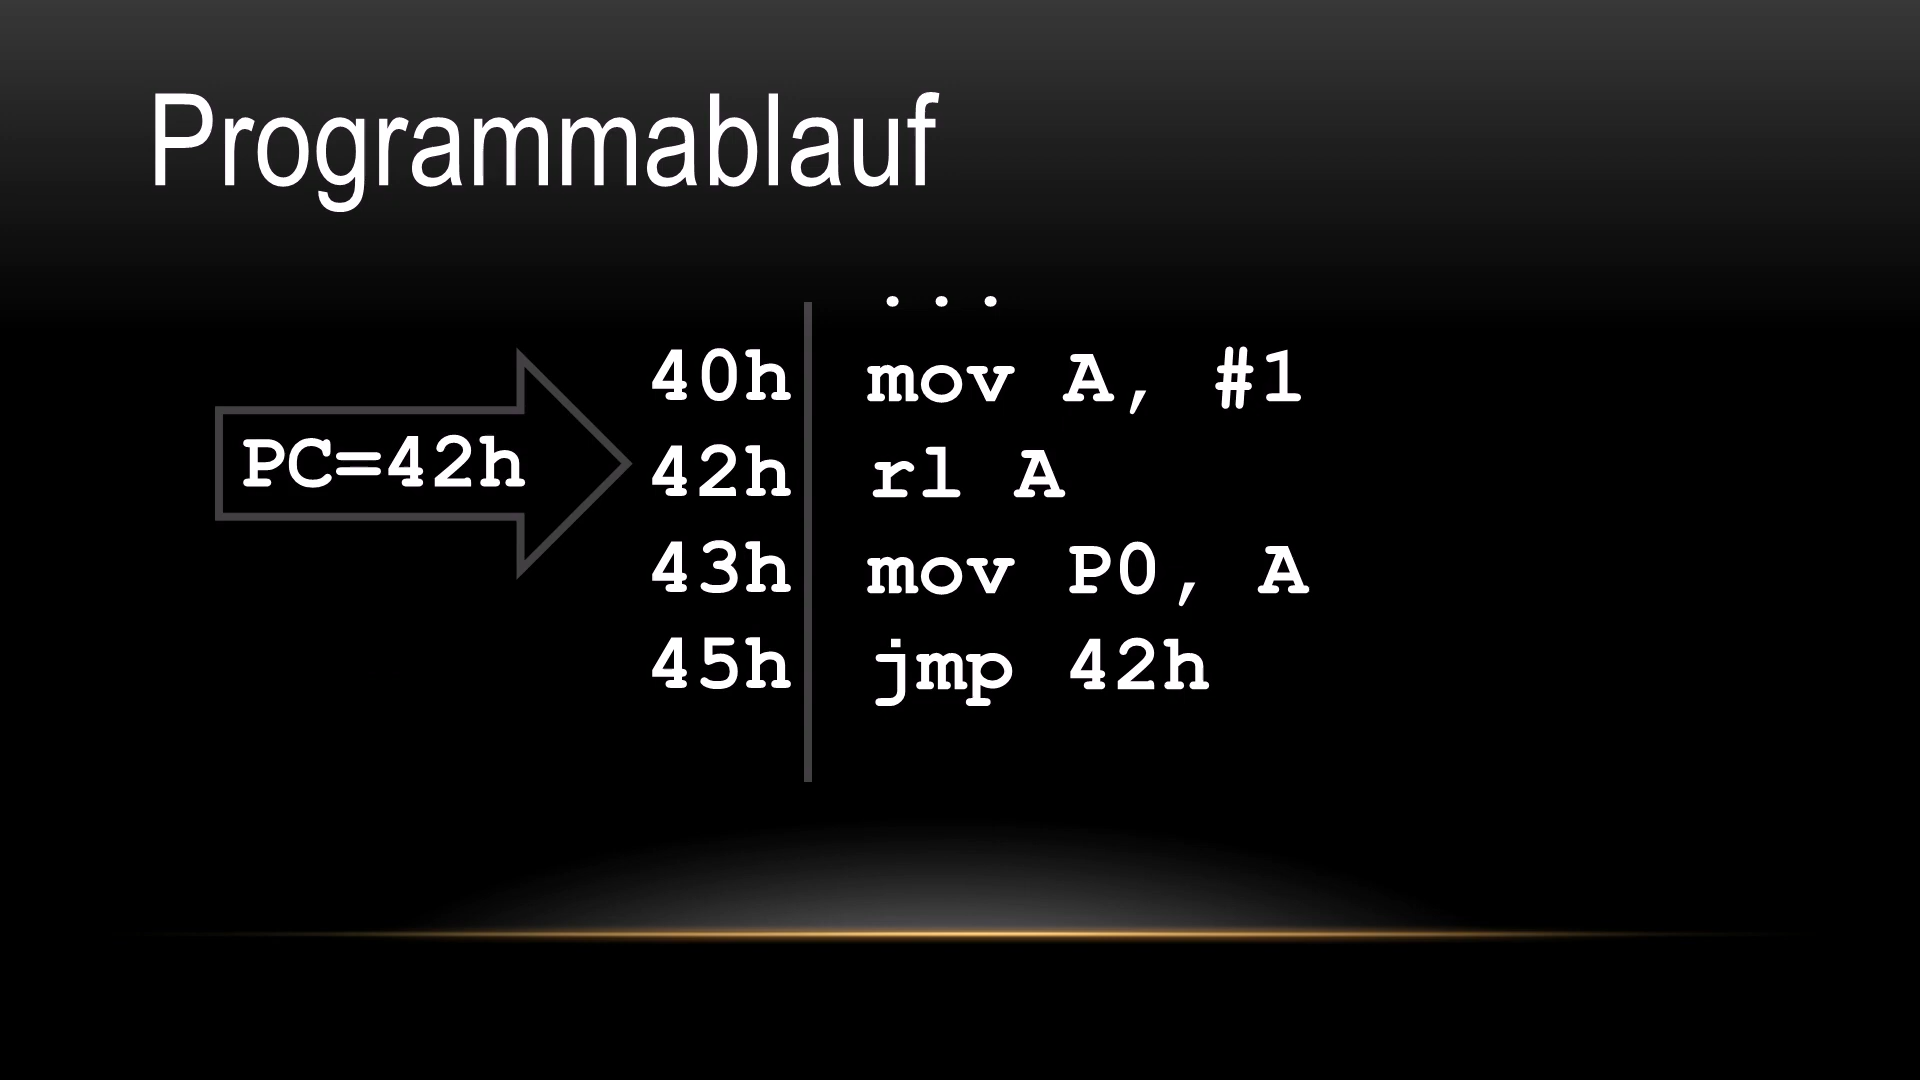 Programmablauf
...
40h mov A, #1
PC=42h
42h rl A
43h mov P0, A
45h jmp 42h